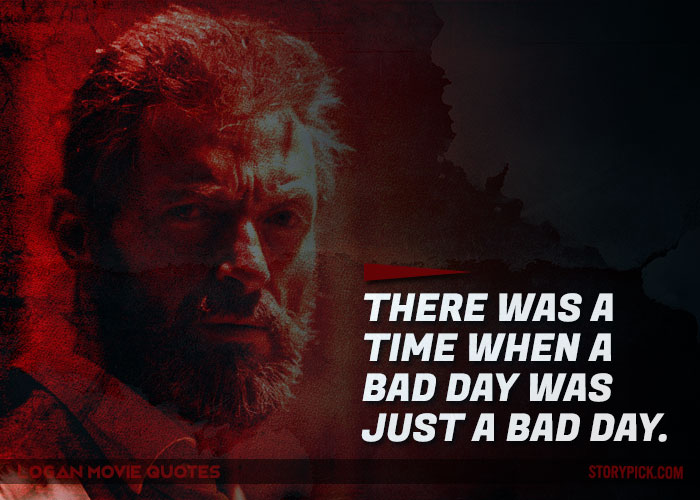 THERE WAS A
TIME WHEN A
BAD DAY WAS
JUST A BAD DAY.
LOGAN MOVIE QUOTES
STORYPICK.COM